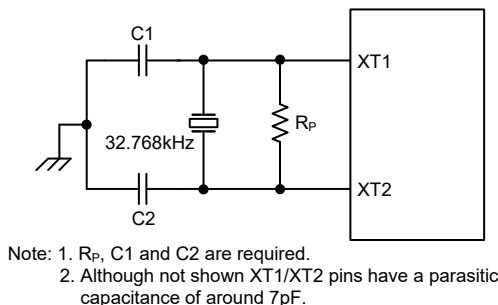 C1
XT1
32.768kHz
RP
XT2
C2
Note: 1. RP, C1 and C2 are required.
2. Although not shown XT1/XT2 pins have a parasitic
capacitance of around 7pF.